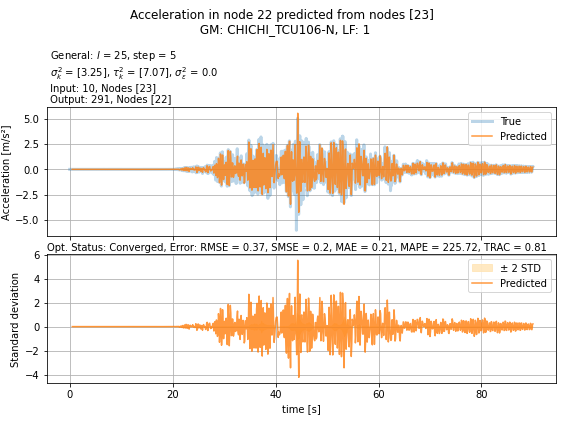 Acceleration in node 22 predicted from nodes [23]
GM: CHICHI_TCU106-N, LF: 1
General: l = 25, step = 5
σ²ₖ = [3.25], τ²ₖ = [7.07], σ²ε = 0.0
Input: 10, Nodes [23]
Output: 291, Nodes [22]
Acceleration [m/s²]
5.0
2.5
0.0
−2.5
−5.0
True
Predicted
Opt. Status: Converged, Error: RMSE = 0.37, SMSE = 0.2, MAE = 0.21, MAPE = 225.72, TRAC = 0.81
Standard deviation
6
4
2
0
−2
−4
± 2 STD
Predicted
0 20 40 60 80
time [s]